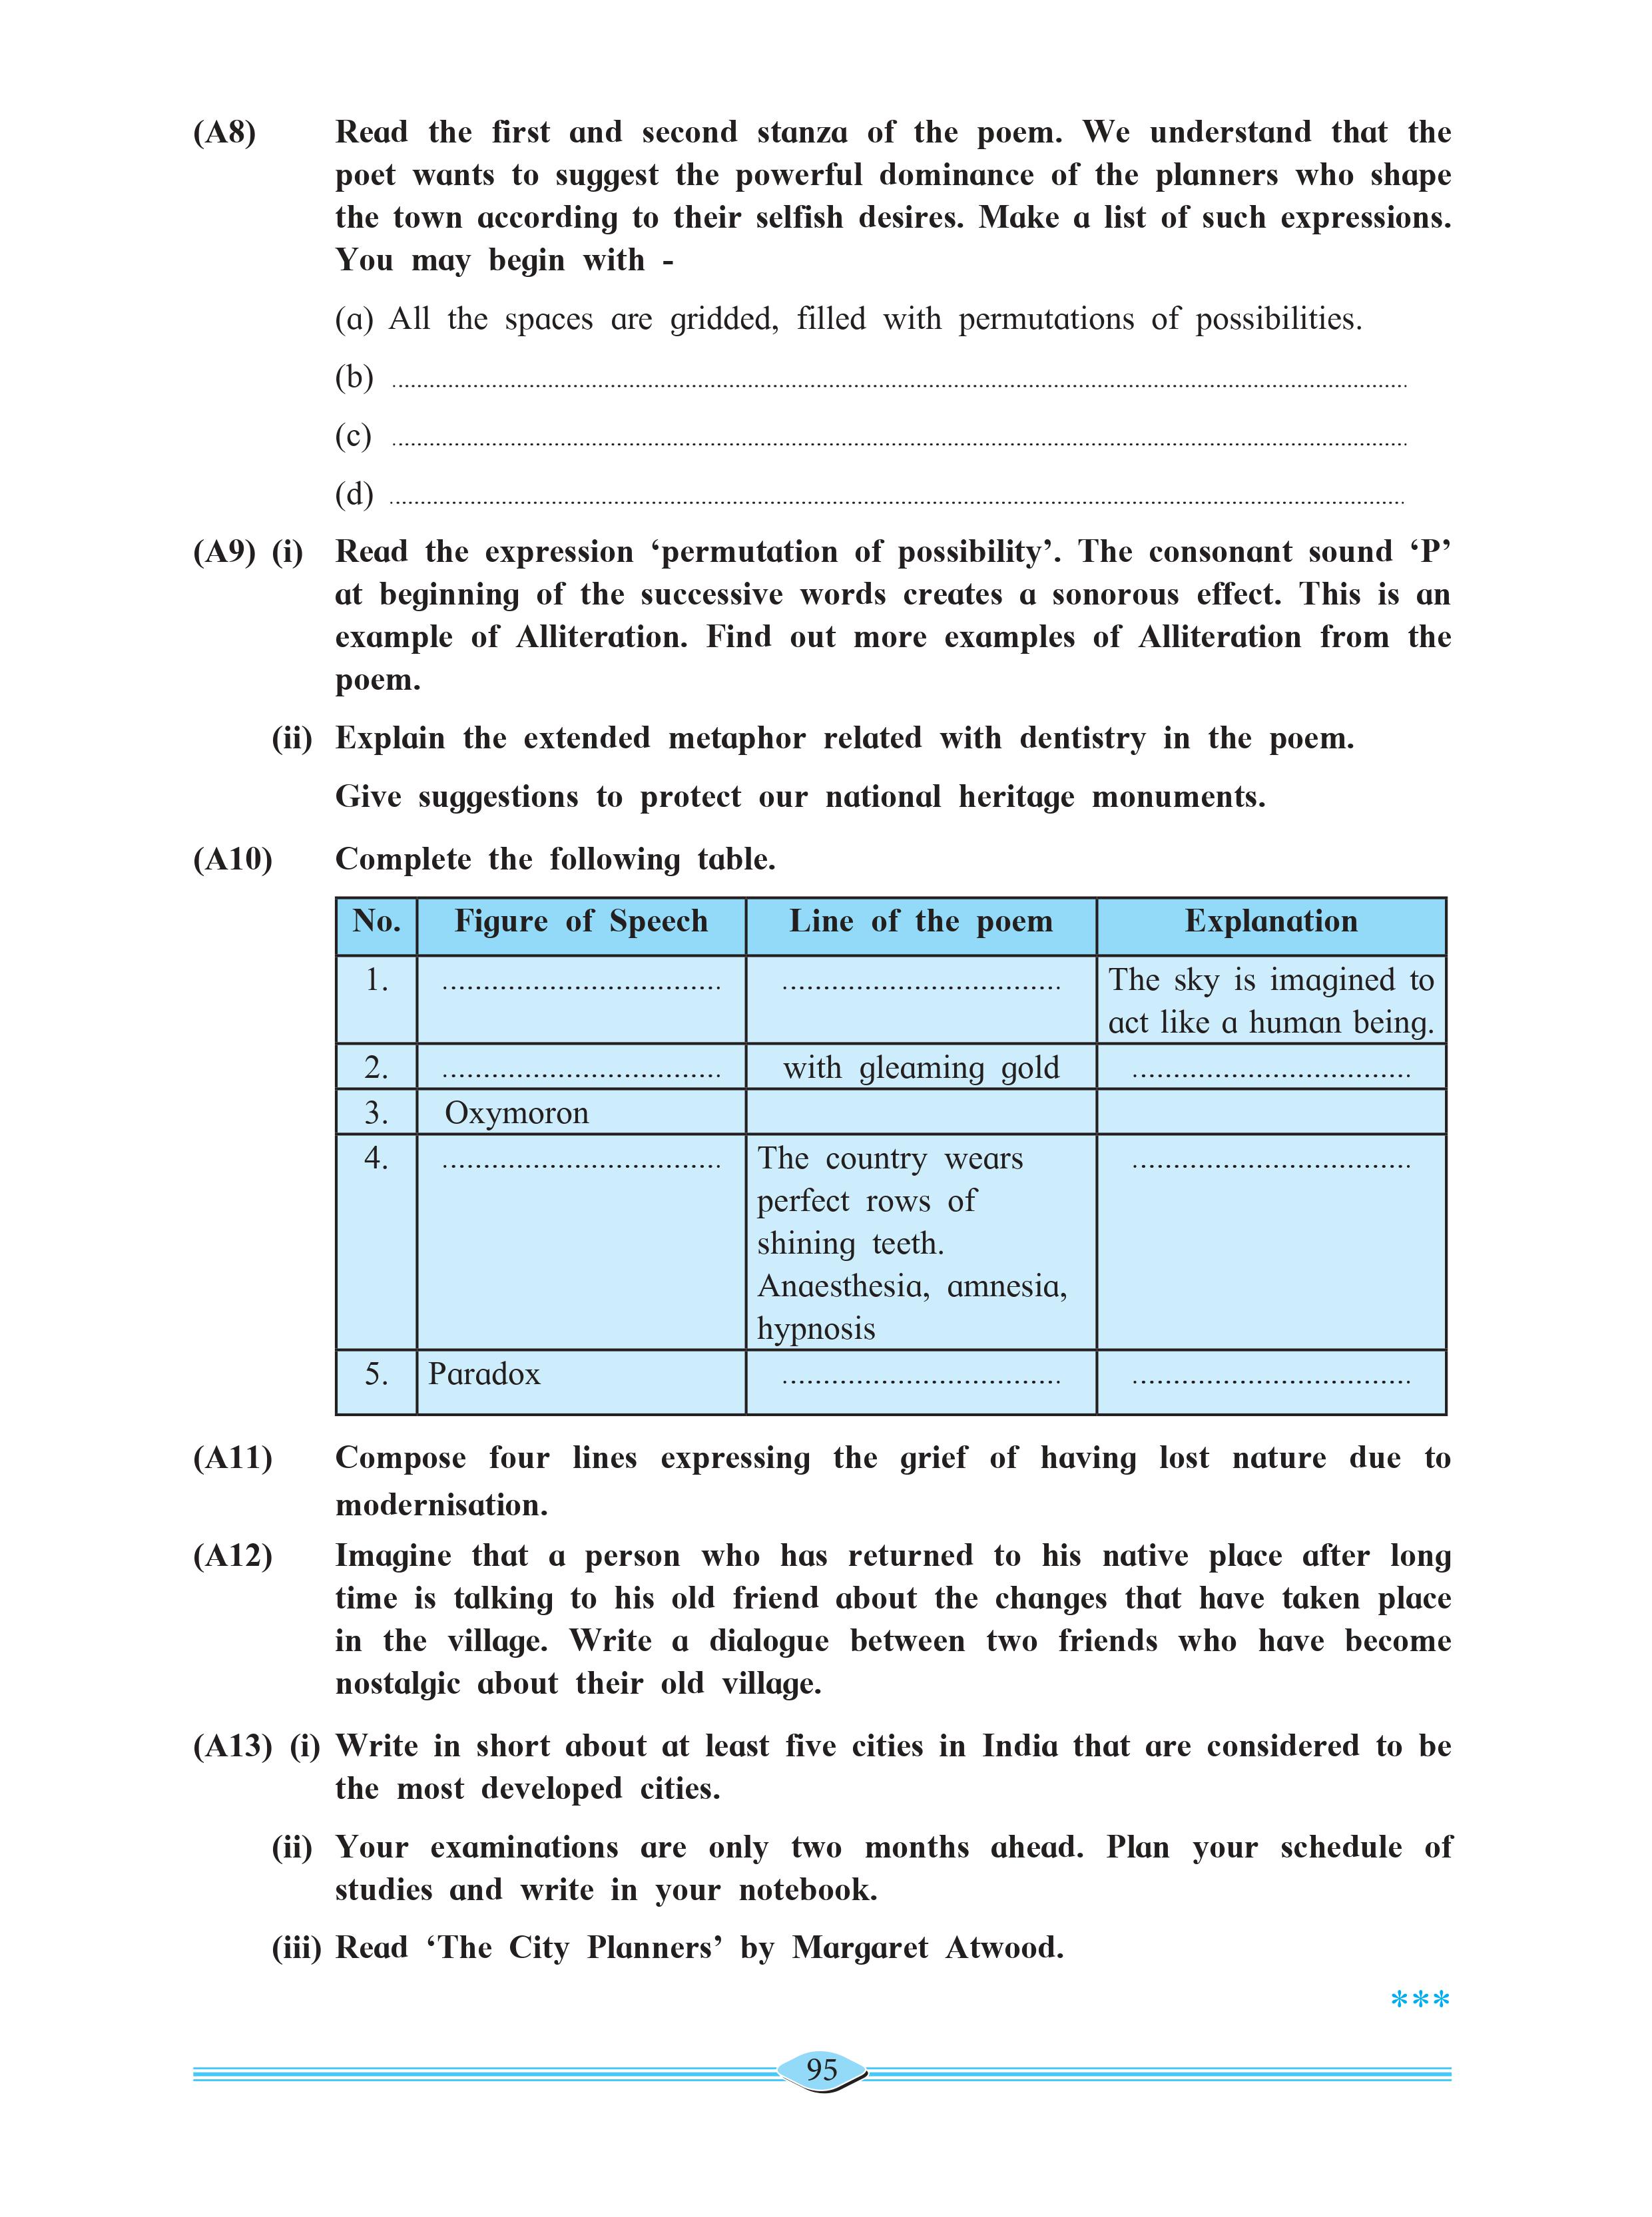 (A8) Read the first and second stanza of the poem. We understand that the
poet wants to suggest the powerful dominance of the planners who shape
the town according to their selfish desires. Make a list of such expressions.
You may begin with -
(a) All the spaces are gridded, filled with permutations of possibilities.
(b) ....................
(c) ....................
(d) ....................
(A9) (i) Read the expression ‘permutation of possibility’. The consonant sound ‘P’
at beginning of the successive words creates a sonorous effect. This is an
example of Alliteration. Find out more examples of Alliteration from the
poem.
(ii) Explain the extended metaphor related with dentistry in the poem.
Give suggestions to protect our national heritage monuments.
(A10) Complete the following table.
No. Figure of Speech Line of the poem Explanation
1. .................... .................... The sky is imagined to
act like a human being.
2. .................... with gleaming gold ....................
3. Oxymoron
4. .................... The country wears ....................
perfect rows of
shining teeth.
Anaesthesia, amnesia,
hypnosis
5. Paradox .................... ....................
(A11) Compose four lines expressing the grief of having lost nature due to
modernisation.
(A12) Imagine that a person who has returned to his native place after long
time is talking to his old friend about the changes that have taken place
in the village. Write a dialogue between two friends who have become
nostalgic about their old village.
(A13) (i) Write in short about at least five cities in India that are considered to be
the most developed cities.
(ii) Your examinations are only two months ahead. Plan your schedule of
studies and write in your notebook.
(iii) Read ‘The City Planners’ by Margaret Atwood.
***
95